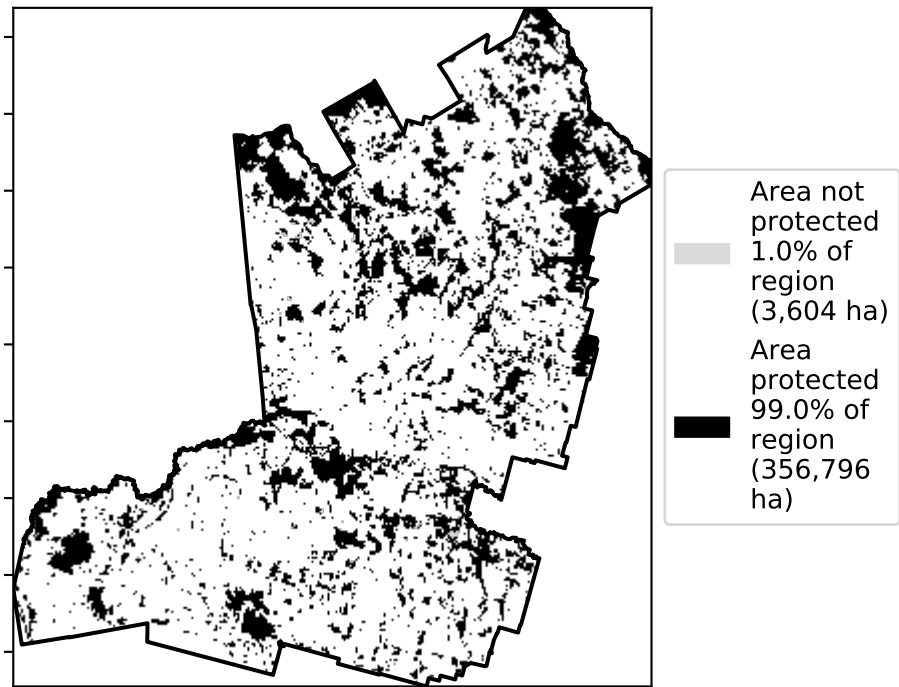 Area not
protected
1.0% of
region
(3,604 ha)
Area
protected
99.0% of
region
(356,796
ha)